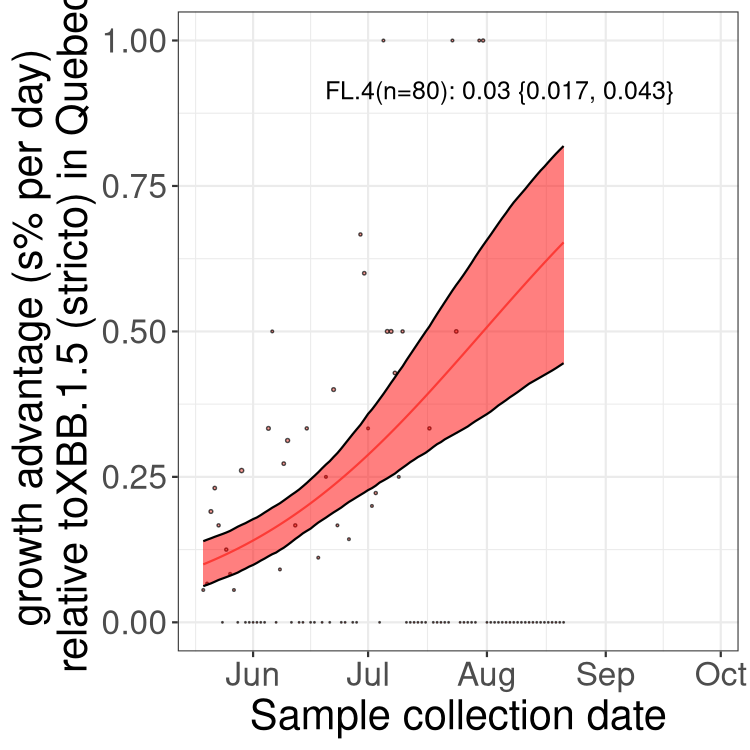 growth advantage (s% per day)
relative toXBB.1.5 (stricto) in Quebec
1.00
0.75
0.50
0.25
0.00
FL.4(n=80): 0.03 {0.017, 0.043}
Jun Jul Aug Sep Oct
Sample collection date